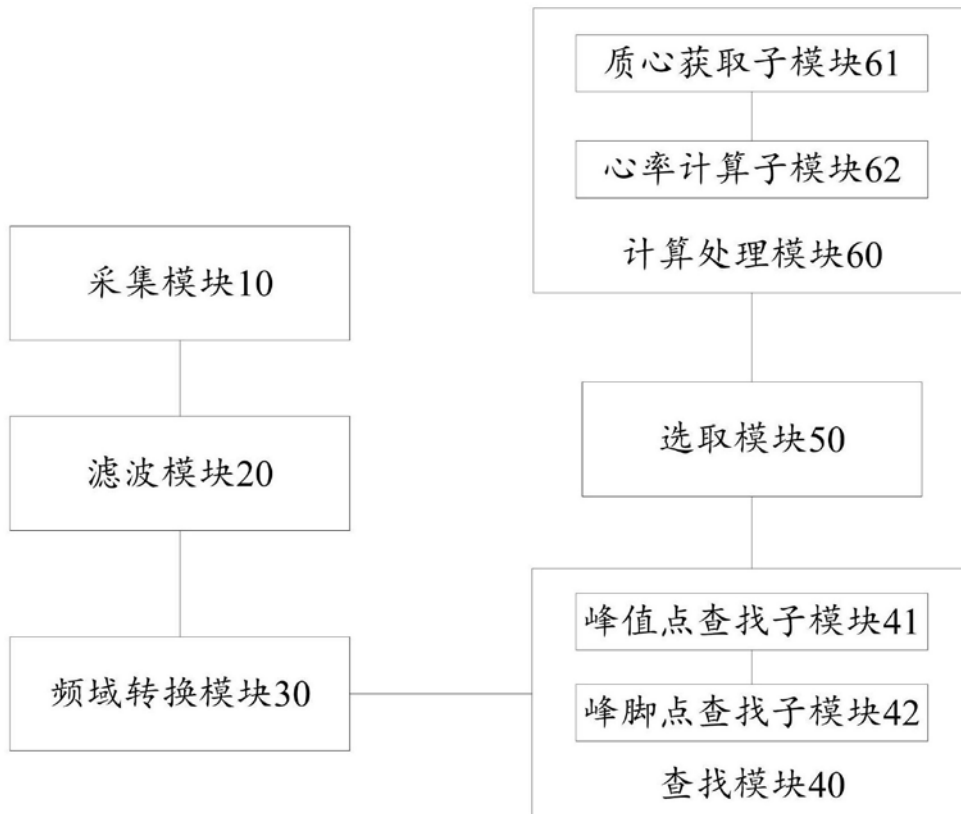 采集模块10
滤波模块20
频域转换模块30
质心获取子模块61
心率计算子模块62
计算处理模块60
选取模块50
峰值点查找子模块41
峰脚点查找子模块42
查找模块40